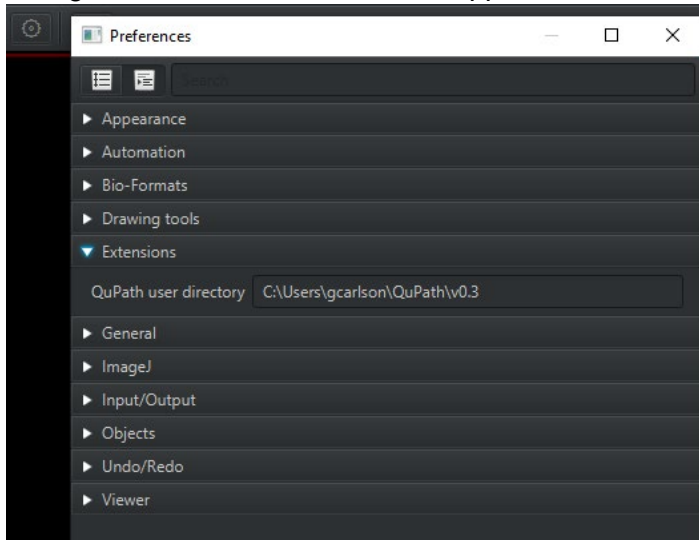 Preferences
Search
Appearance
Automation
Bio-Formats
Drawing tools
Extensions
QuPath user directory C:\Users\gcarlson\QuPath\v0.3
General
ImageJ
Input/Output
Objects
Undo/Redo
Viewer